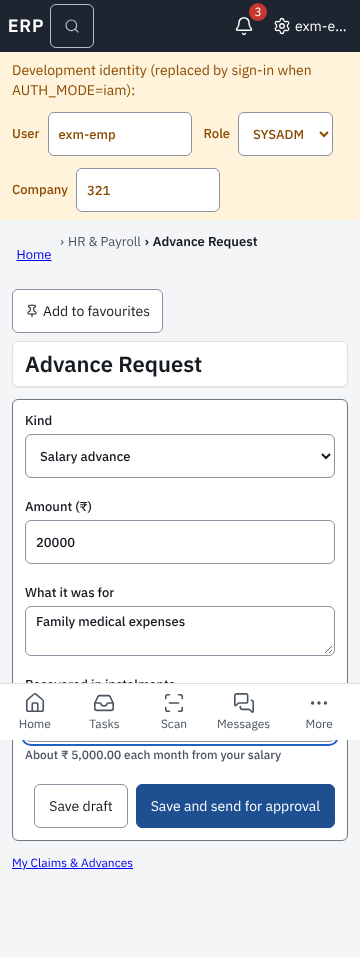 ERP
3
exm-e...
Development identity (replaced by sign-in when
AUTH_MODE=iam):
User
exm-emp
Role
SYSADM
Company
321
Home
› HR & Payroll › Advance Request
Add to favourites
Advance Request
Kind
Salary advance
Amount (₹)
20000
What it was for
Family medical expenses
Home
Tasks
Scan
Messages
More
About ₹ 5,000.00 each month from your salary
Save draft
Save and send for approval
My Claims & Advances